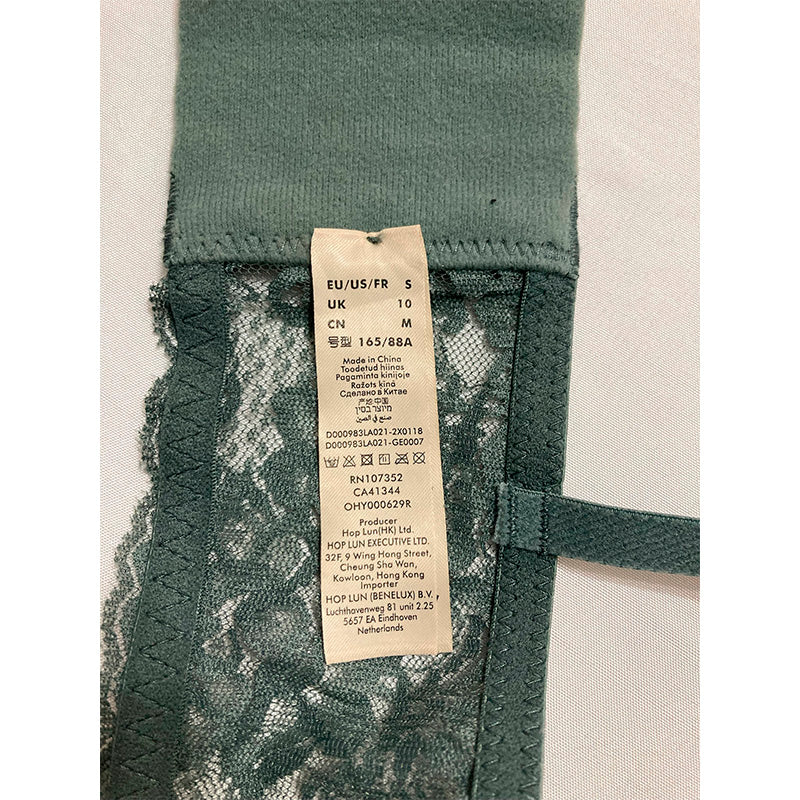 EU/US/FR S
UK 10
CN M
号型 165/88A
Made in China
Toodetud hiinas
Pagaminta kinijoje
Ražots ķīnā
Сделано в Китае
产地 中国
מיוצר בסין
صنع في الصين
D000983LA021-2X0118
D000983LA021-GE0007
RN107352
CA41344
OHY000629R
Producer
Hop Lun(HK) Ltd.
HOP LUN EXECUTIVE LTD.
32F, 9 Wing Hong Street,
Cheung Sha Wan,
Kowloon, Hong Kong
Importer
HOP LUN (BENELUX) B.V.
Luchthavenweg 81 unit 2.25
5657 EA Eindhoven
Netherlands